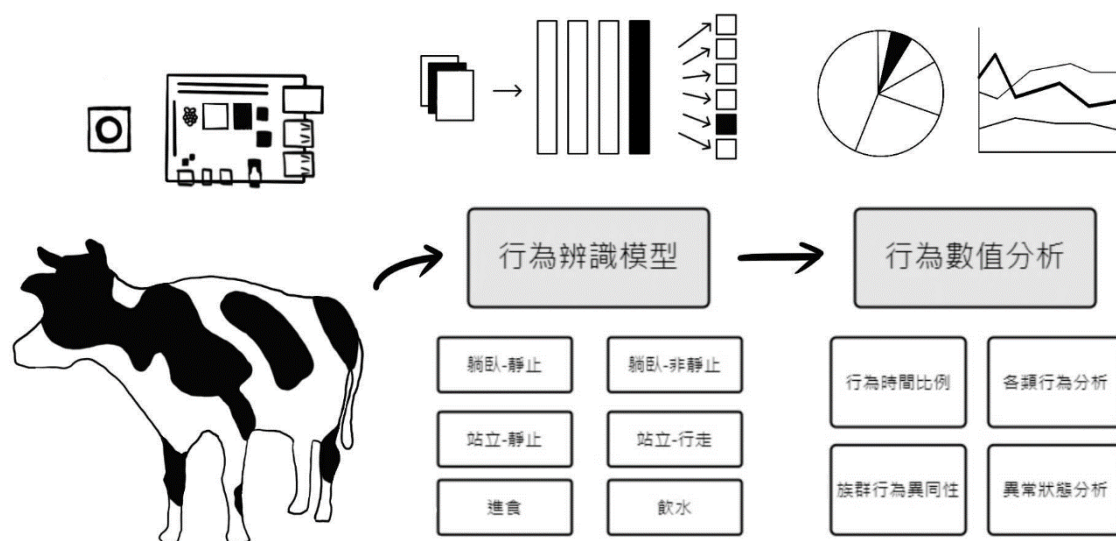 行為辨識模型
行為數值分析
躺臥-靜止
躺臥-非靜止
站立-靜止
站立-行走
進食
飲水
行為時間比例
各類行為分析
族群行為異同性
異常狀態分析